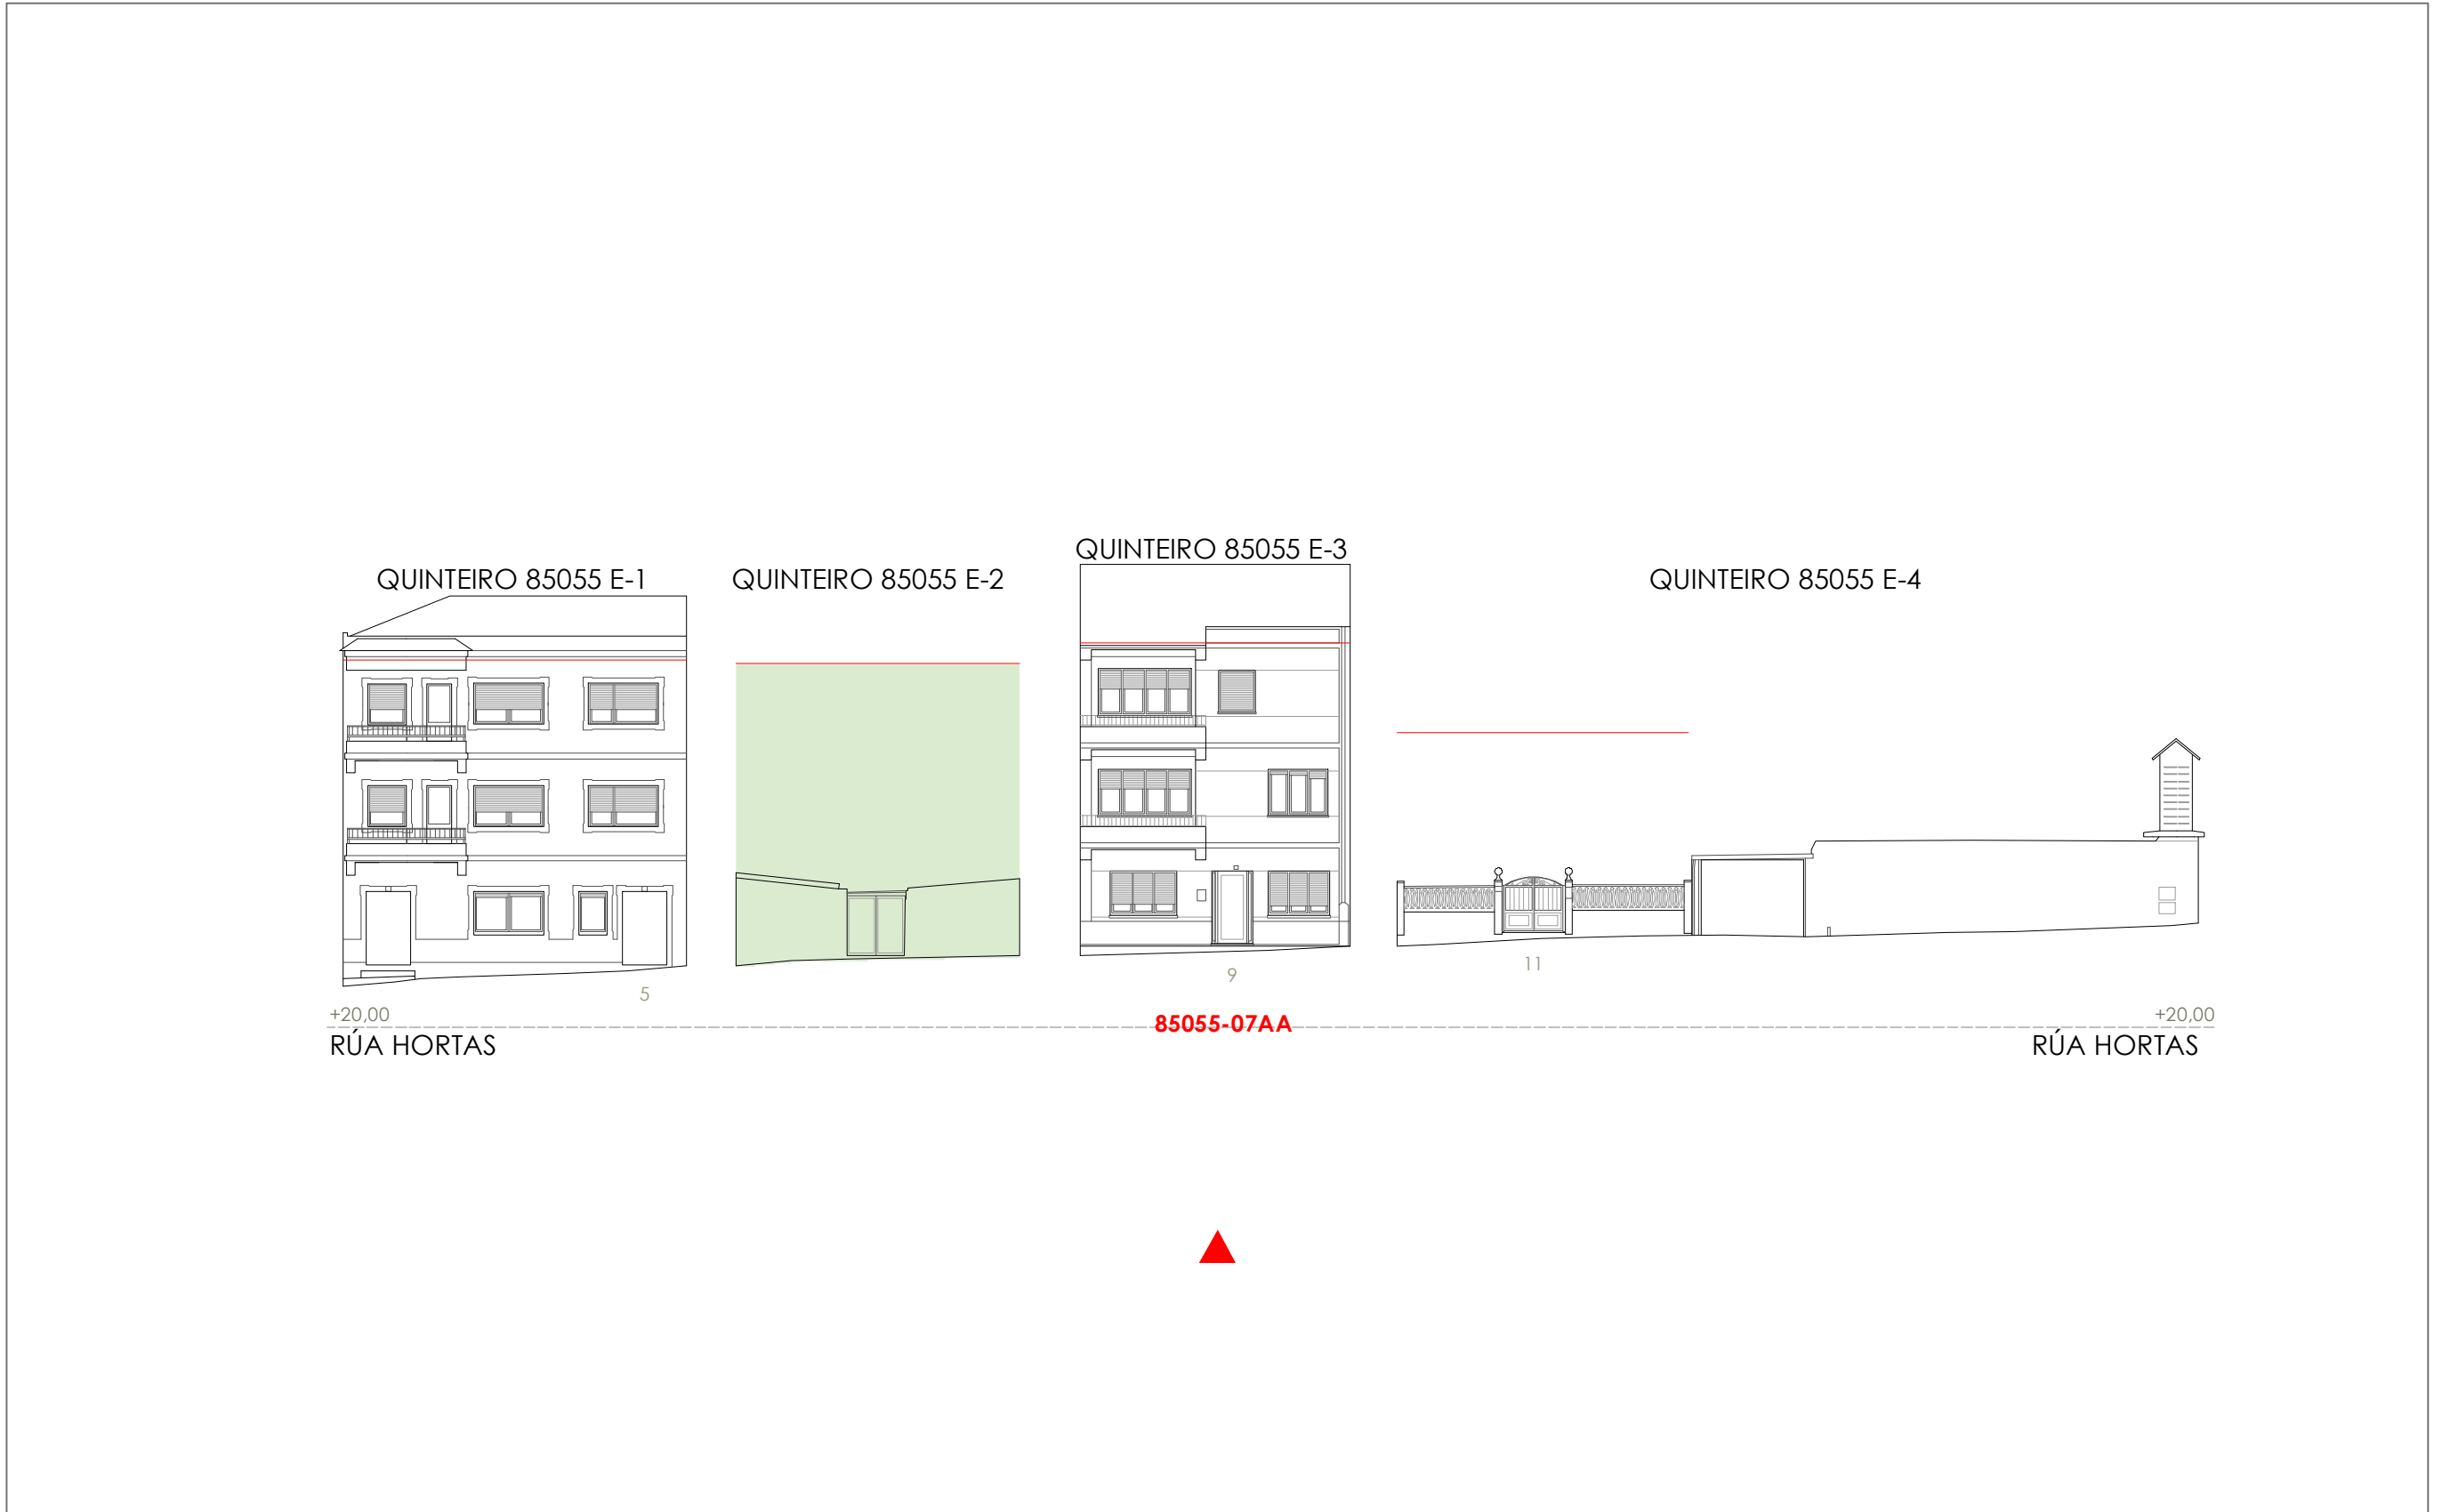 QUINTEIRO 85055 E-3
QUINTEIRO 85055 E-1
QUINTEIRO 85055 E-2
QUINTEIRO 85055 E-4
5
9
11
+20,00
85055-07AA
+20,00
RÚA HORTAS
RÚA HORTAS